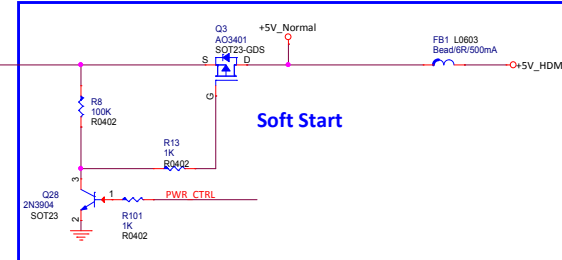 Q3
+5V_Normal
AO3401
SOT23-GDS
FB1 L0603
Bead/6R/500mA
S
D
+5V_HDM
G
R8
100K
R0402
Soft Start
R13
1K
R0402
3
Q28
2N3904
SOT23
1
PWR_CTRL
2
R101
1K
R0402